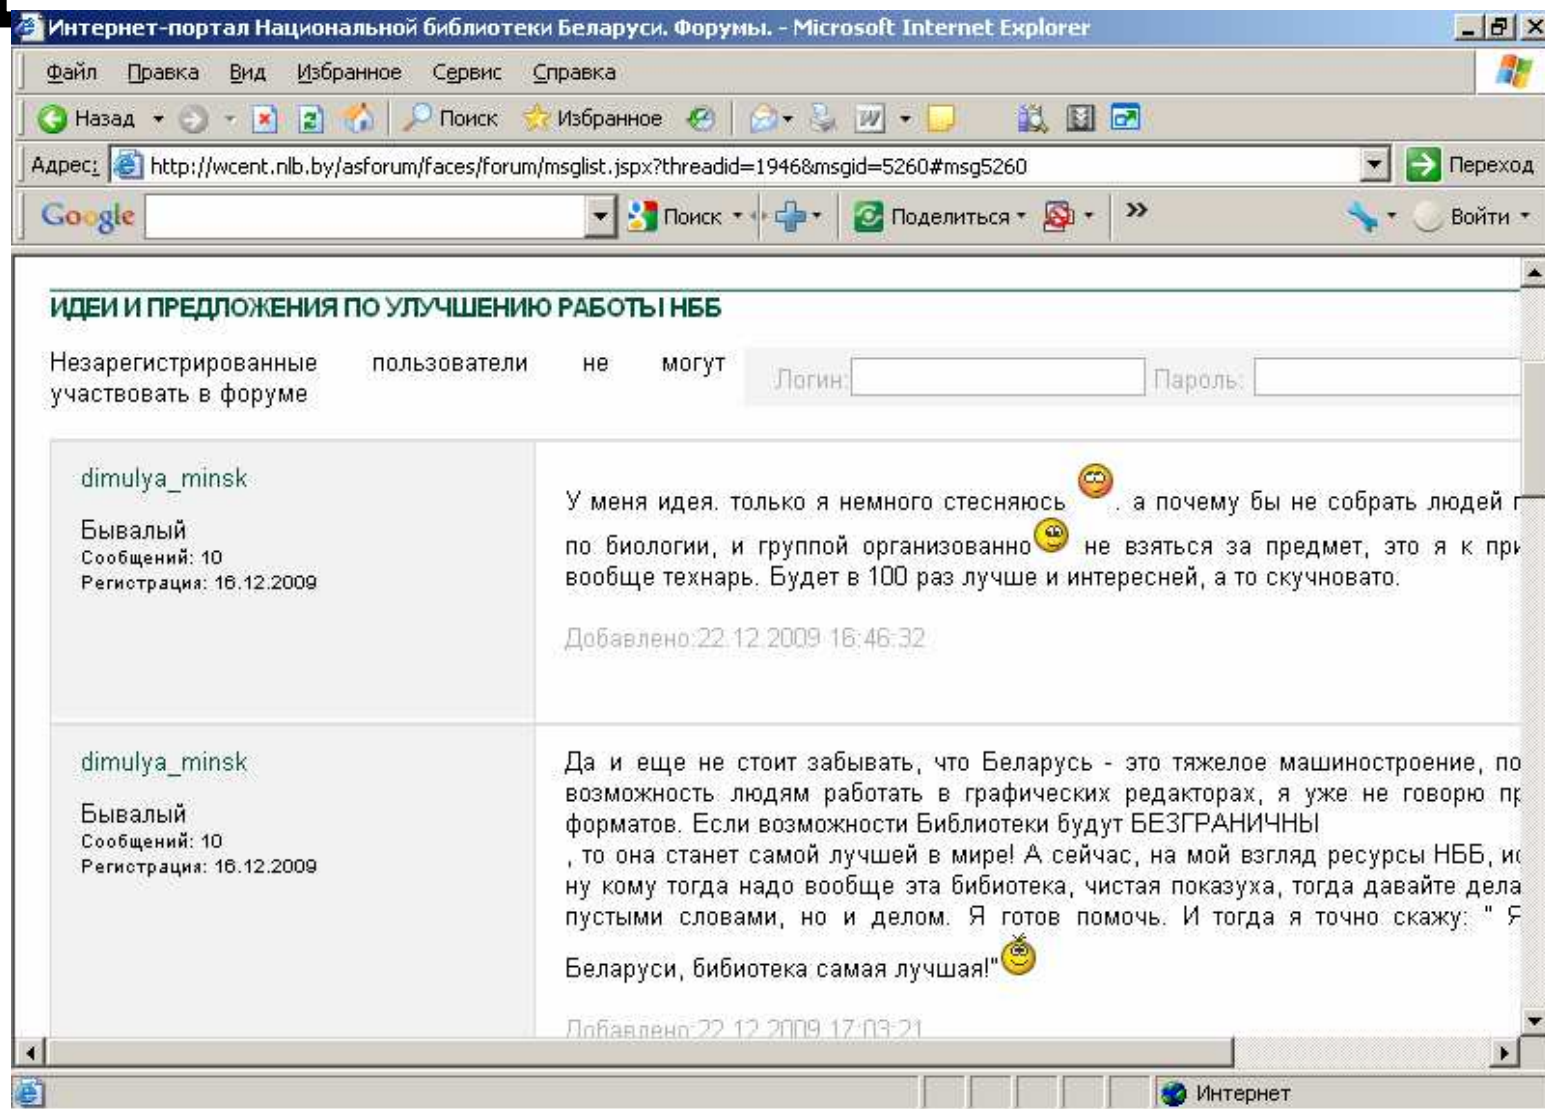 Интернет-портал Национальной библиотеки Беларуси. Форумы. - Microsoft Internet Explorer
Файл Правка Вид Избранное Сервис Справка
Назад Поиск Избранное
Адрес: http://wcent.nlb.by/asforum/faces/forum/msglist.jspx?threadid=1946&msgid=5260#msg5260 Переход
Google Поиск Поделиться » Войти
ИДЕИ И ПРЕДЛОЖЕНИЯ ПО УЛУЧШЕНИЮ РАБОТЫ НББ
Незарегистрированные пользователи не могут
участвовать в форуме
Логин: Пароль:
dimulya_minsk
Бывалый
Сообщений: 10
Регистрация: 16.12.2009
У меня идея. только я немного стесняюсь . а почему бы не собрать людей
по биологии, и группой организованно не взяться за предмет, это я к
вообще технарь. Будет в 100 раз лучше и интересней, а то скучновато.
Добавлено:22.12.2009 16:46:32
dimulya_minsk
Бывалый
Сообщений: 10
Регистрация: 16.12.2009
Да и еще не стоит забывать, что Беларусь - это тяжелое машиностроение, по
возможность людям работать в графических редакторах, я уже не говорю
форматов. Если возможности Библиотеки будут БЕЗГРАНИЧНЫ
, то она станет самой лучшей в мире! А сейчас, на мой взгляд ресурсы НББ,
ну кому тогда надо вообще эта бибиотека, чистая показуха, тогда давайте дела
пустыми словами, но и делом. Я готов помочь. И тогда я точно скажу: " Я
Беларуси, бибиотека самая лучшая!"
Добавлено:22.12.2009 17:03:21
Интернет